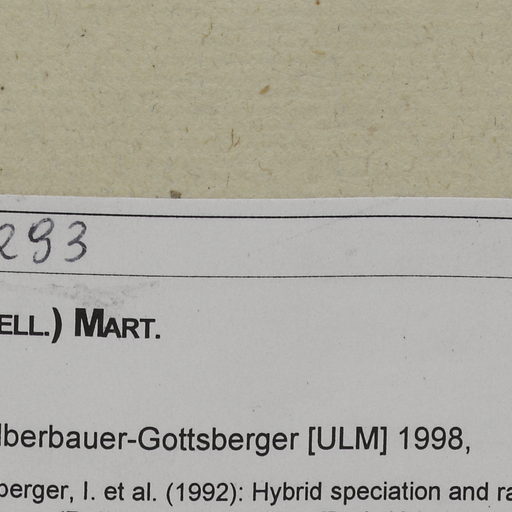 293
ELL.) MART.
lberbauer-Gottsberger [ULM] 1998,
berger, I. et al. (1992): Hybrid speciation and ra